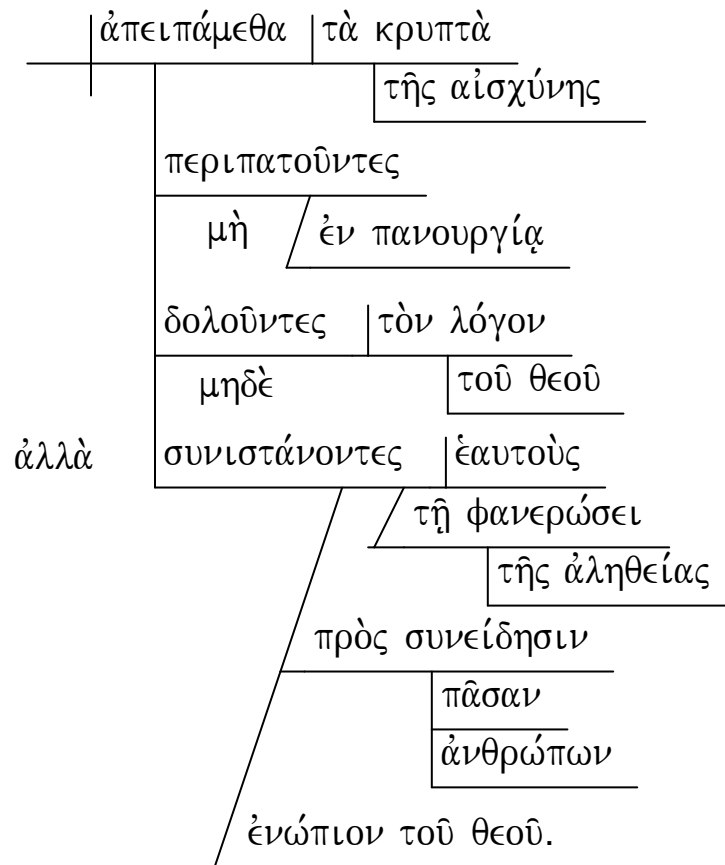 ἀπειπάμεθα τὰ κρυπτὰ
τῆς αἰσχύνης
περιπατοῦντες
μὴ ἐν πανουργίᾳ
δολοῦντες τὸν λόγον
μηδὲ τοῦ θεοῦ
ἀλλὰ συνιστάνοντες ἑαυτοὺς
τῇ φανερώσει
τῆς ἀληθείας
πρὸς συνείδησιν
πᾶσαν
ἀνθρώπων
ἐνώπιον τοῦ θεοῦ.